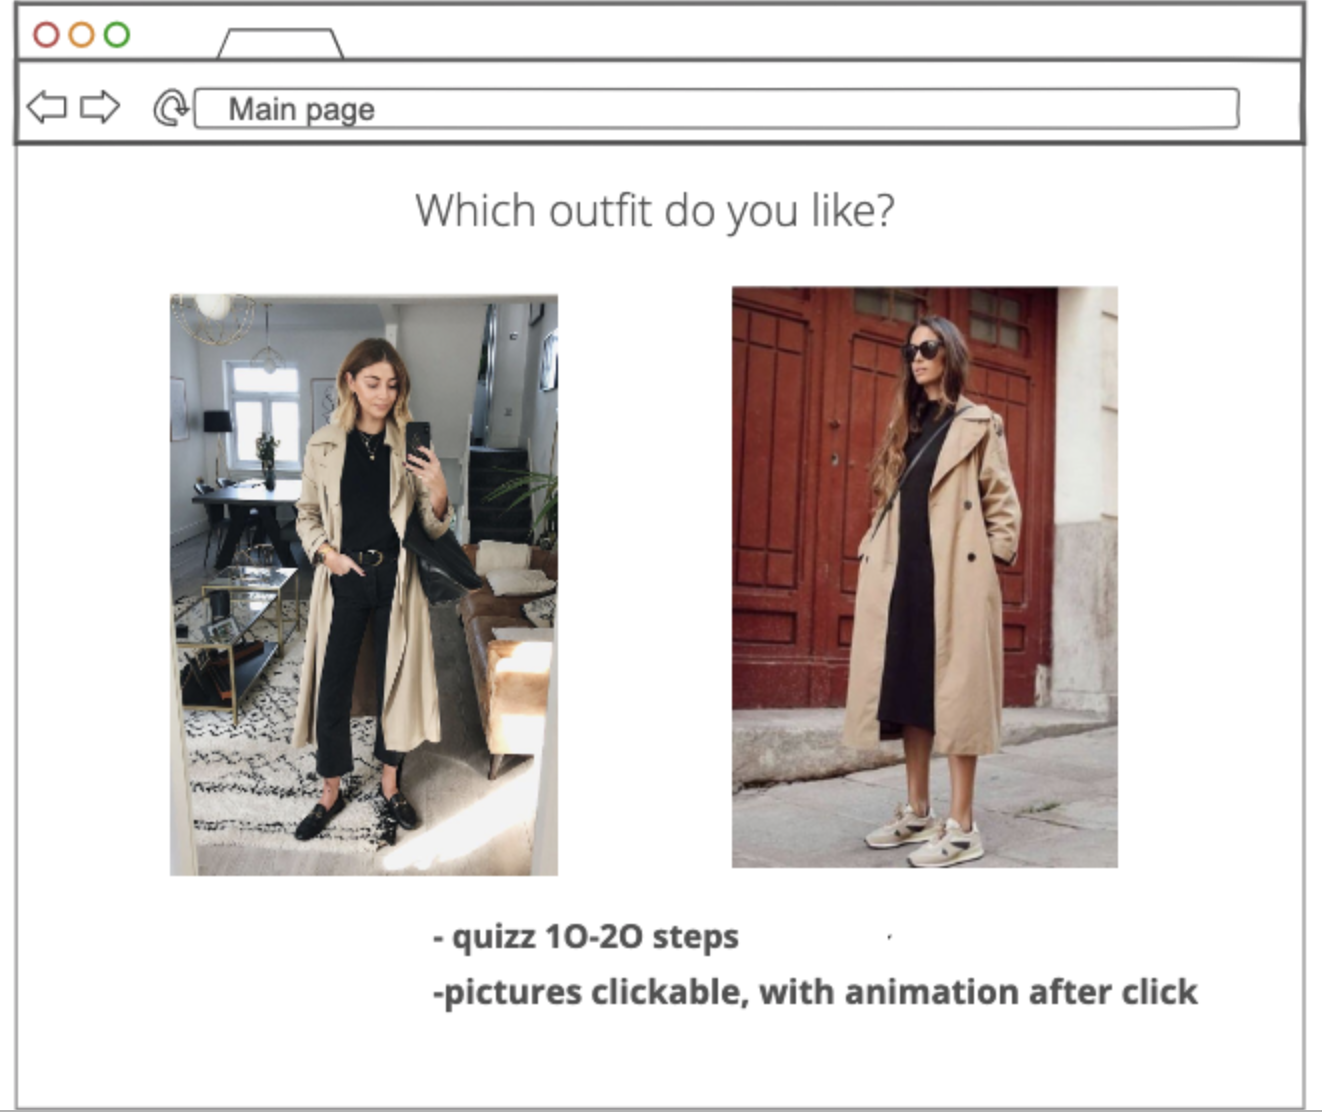 Main page
Which outfit do you like?
- quizz 10-20 steps
-pictures clickable, with animation after click